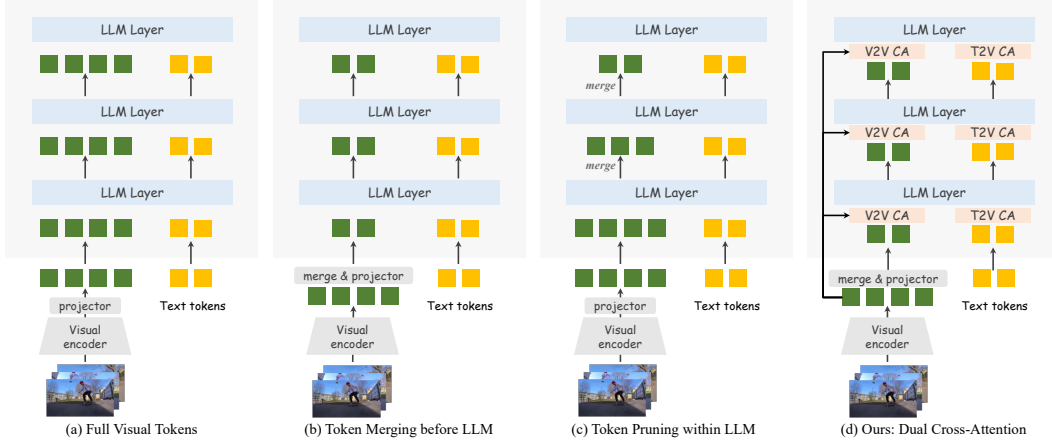 LLM Layer
LLM Layer
LLM Layer
projector
Text tokens
Visual
encoder
(a) Full Visual Tokens
LLM Layer
LLM Layer
LLM Layer
merge & projector
Text tokens
Visual
encoder
(b) Token Merging before LLM
LLM Layer
merge
LLM Layer
merge
LLM Layer
projector
Text tokens
Visual
encoder
(c) Token Pruning within LLM
LLM Layer
V2V CA T2V CA
LLM Layer
V2V CA T2V CA
LLM Layer
V2V CA T2V CA
merge & projector
Text tokens
Visual
encoder
(d) Ours: Dual Cross-Attention